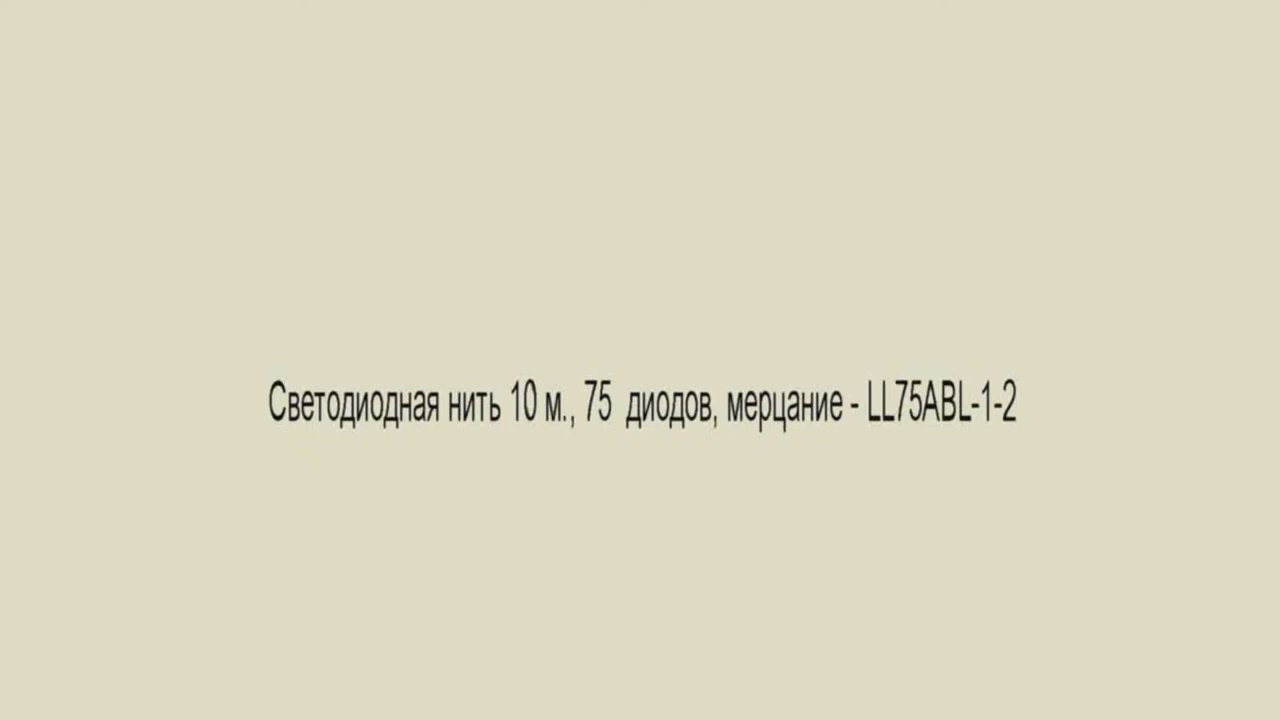 Светодиодная нить 10 м., 75 диодов, мерцание - LL75ABL-1-2